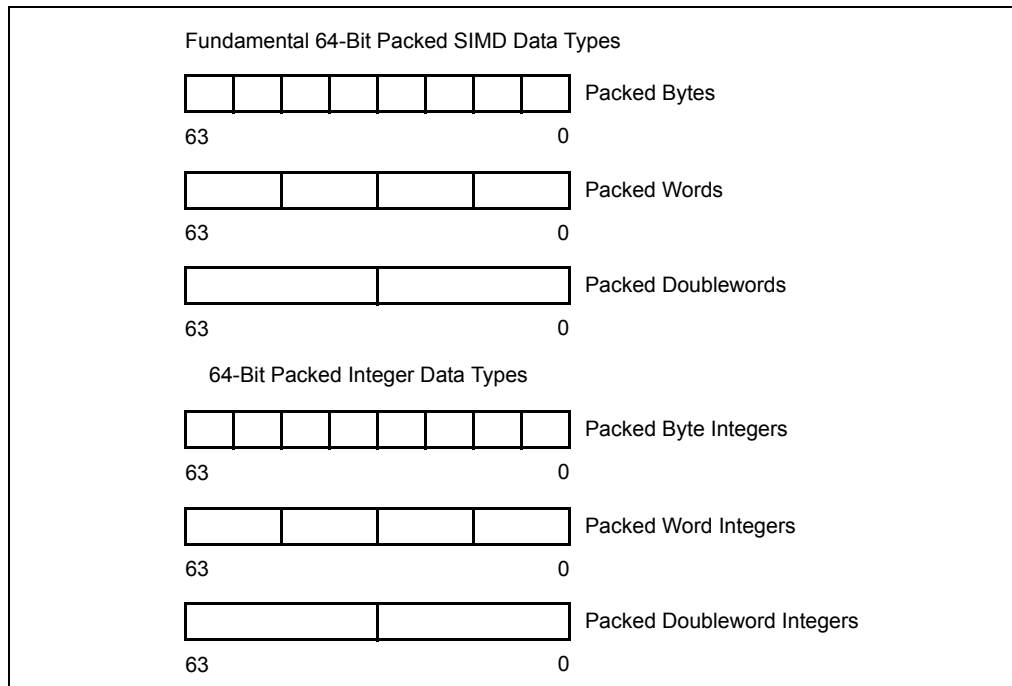 Fundamental 64-Bit Packed SIMD Data Types
Packed Bytes
63 0
Packed Words
63 0
Packed Doublewords
63 0
64-Bit Packed Integer Data Types
Packed Byte Integers
63 0
Packed Word Integers
63 0
Packed Doubleword Integers
63 0